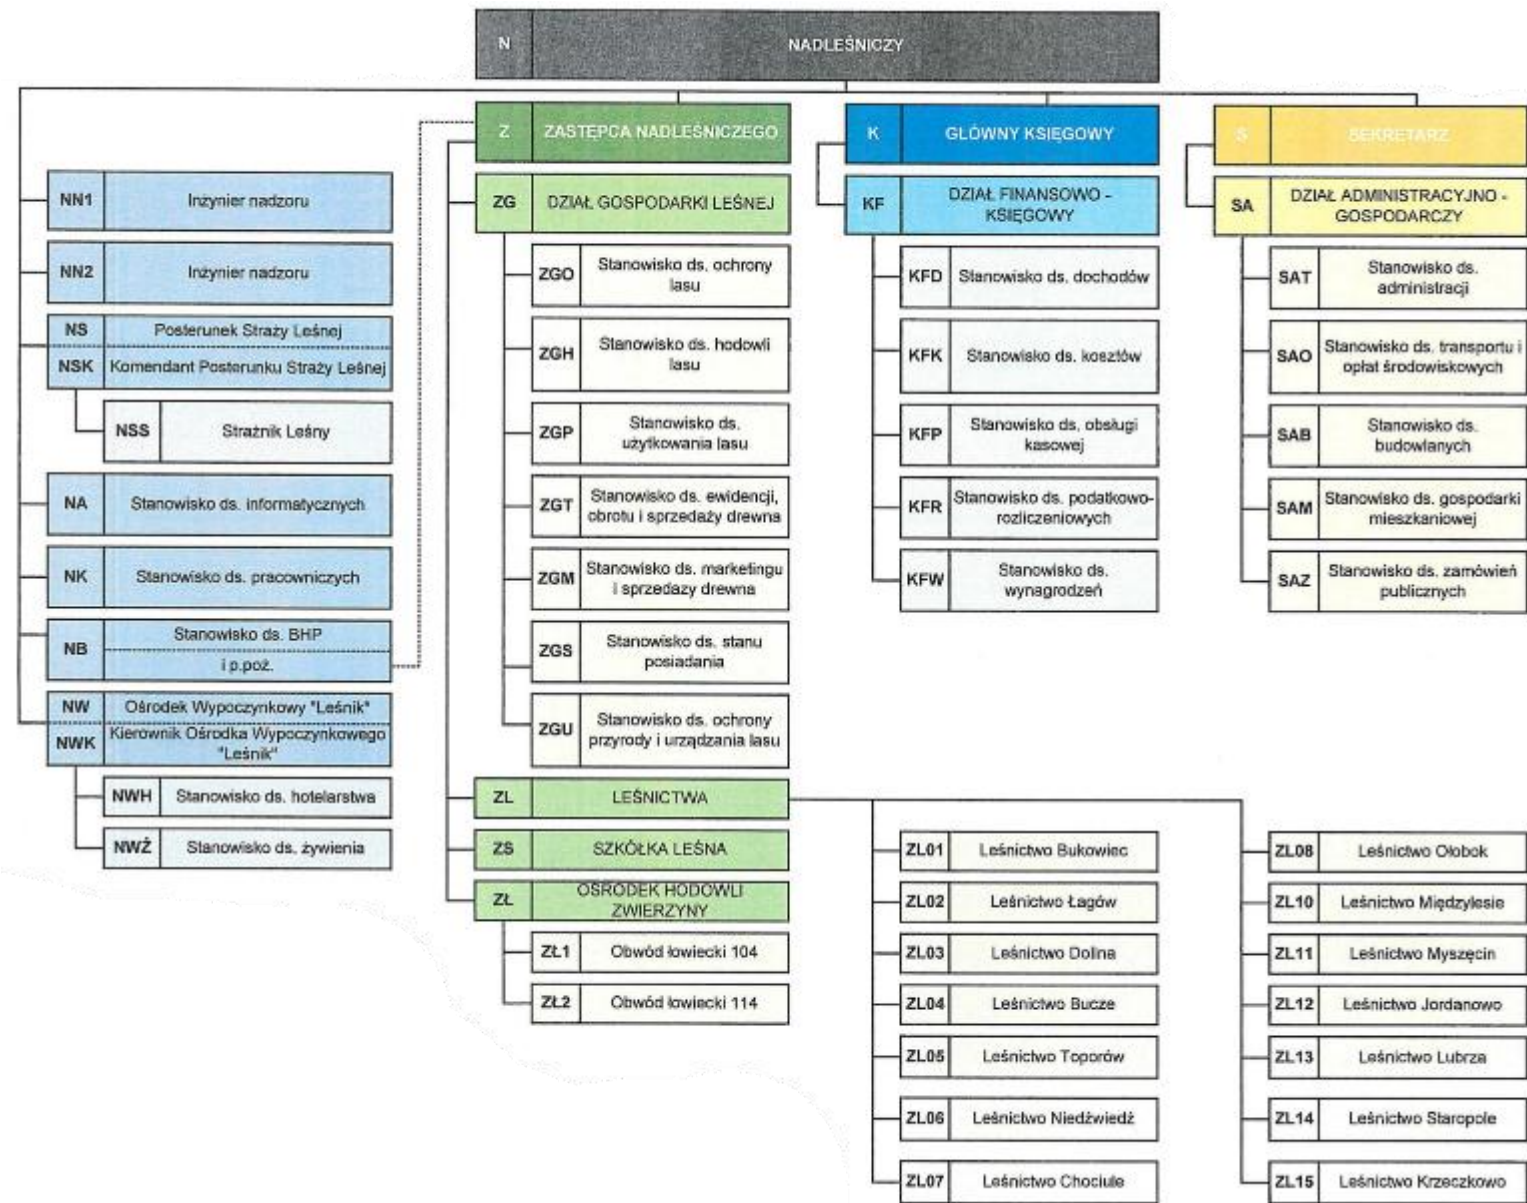 N NADLEŚNICZY
Z ZASTĘPCA NADLEŚNICZEGO
K GŁÓWNY KSIĘGOWY
S SEKRETARZ
NN1 Inżynier nadzoru
NN2 Inżynier nadzoru
NS Posterunek Straży Leśnej
NSK Komendant Posterunku Straży Leśnej
NSS Strażnik Leśny
NA Stanowisko ds. informatycznych
NK Stanowisko ds. pracowniczych
NB Stanowisko ds. BHP
i p.poż.
NW Ośrodek Wypoczynkowy "Leśnik"
NWK Kierownik Ośrodka Wypoczynkowego
"Leśnik"
NWH Stanowisko ds. hotelarstwa
NWŻ Stanowisko ds. żywienia
ZG DZIAŁ GOSPODARKI LEŚNEJ
ZGO Stanowisko ds. ochrony
lasu
ZGH Stanowisko ds. hodowli
lasu
ZGP Stanowisko ds.
użytkowania lasu
ZGT Stanowisko ds. ewidencji,
obrotu i sprzedaży drewna
ZGM Stanowisko ds. marketingu
i sprzedazy drewna
ZGS Stanowisko ds. stanu
posiadania
ZGU Stanowisko ds. ochrony
przyrody i urządzania lasu
ZL LEŚNICTWA
ZS SZKÓŁKA LEŚNA
ZŁ OŚRODEK HODOWLI
ZWIERZYNY
ZŁ1 Obwód łowiecki 104
ZŁ2 Obwód łowiecki 114
KF DZIAŁ FINANSOWO -
KSIĘGOWY
KFD Stanowisko ds. dochodów
KFK Stanowisko ds. kosztów
KFP Stanowisko ds. obsługi
kasowej
KFR Stanowisko ds. podatkowo-
rozliczeniowych
KFW Stanowisko ds.
wynagrodzeń
SA DZIAŁ ADMINISTRACYJNO -
GOSPODARCZY
SAT Stanowisko ds.
administracji
SAO Stanowisko ds. transportu i
opłat środowiskowych
SAB Stanowisko ds.
budowlanych
SAM Stanowisko ds. gospodarki
mieszkaniowej
SAZ Stanowisko ds. zamówień
publicznych
ZL01 Leśnictwo Bukowiec
ZL02 Leśnictwo Łagów
ZL03 Leśnictwo Dolina
ZL04 Leśnictwo Bucze
ZL05 Leśnictwo Toporów
ZL06 Leśnictwo Niedźwiedź
ZL07 Leśnictwo Chociule
ZL08 Leśnictwo Ołobok
ZL10 Leśnictwo Międzylesie
ZL11 Leśnictwo Myszęcin
ZL12 Leśnictwo Jordanowo
ZL13 Leśnictwo Lubrza
ZL14 Leśnictwo Staropole
ZL15 Leśnictwo Krzeczkowo